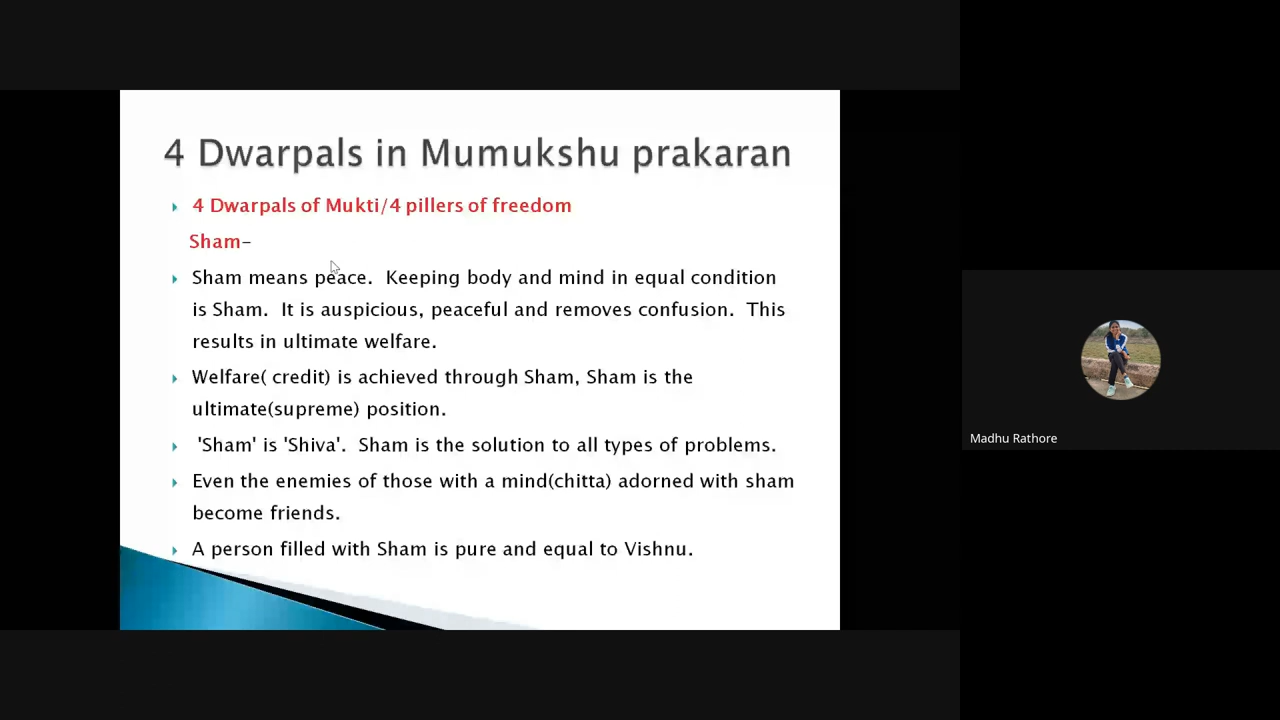 4 Dwarpals in Mumukshu prakaran
4 Dwarpals of Mukti/4 pillers of freedom
Sham–
Sham means peace. Keeping body and mind in equal condition
is Sham. It is auspicious, peaceful and removes confusion. This
results in ultimate welfare.
Welfare( credit) is achieved through Sham, Sham is the
ultimate(supreme) position.
'Sham' is 'Shiva'. Sham is the solution to all types of problems.
Even the enemies of those with a mind(chitta) adorned with sham
become friends.
A person filled with Sham is pure and equal to Vishnu.
Madhu Rathore